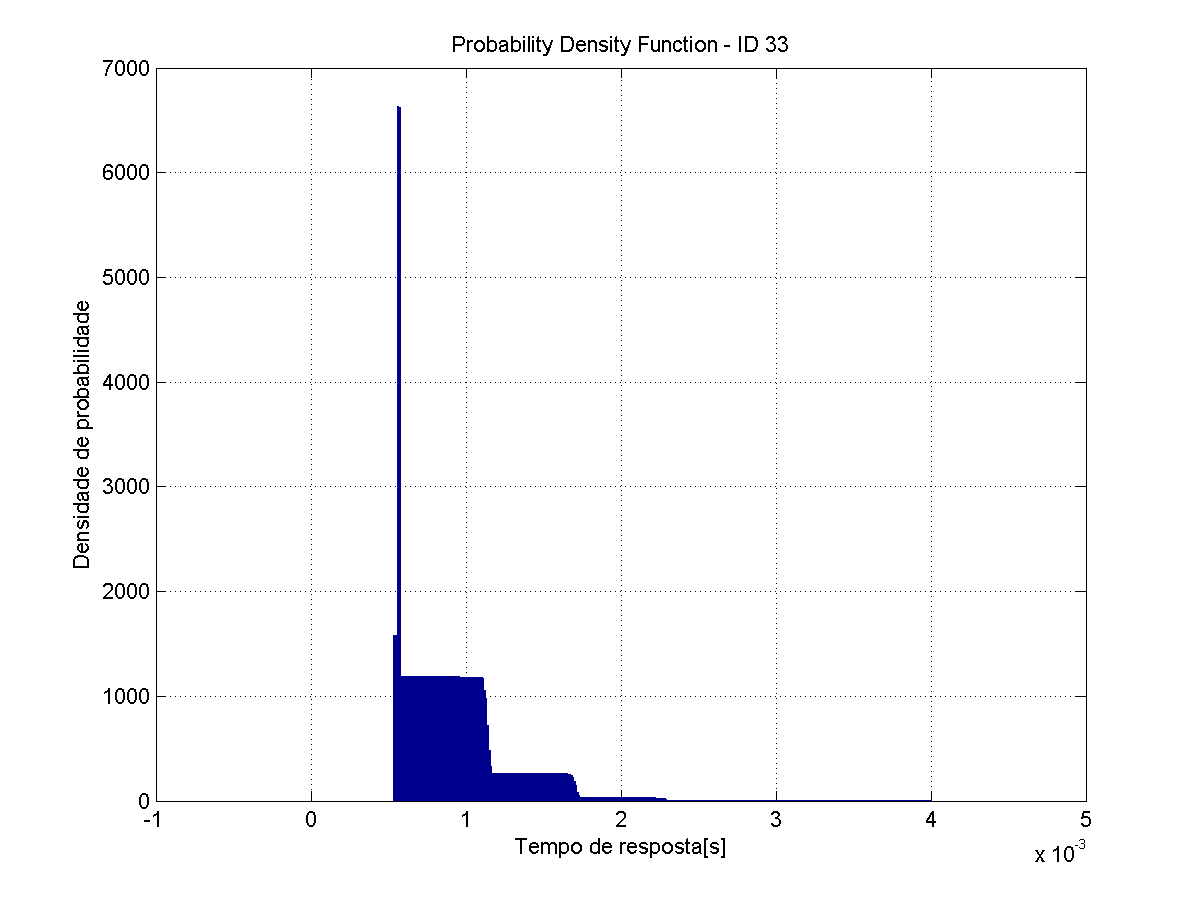 Probability Density Function - ID 33
7000
6000
5000
4000
3000
2000
1000
0
Densidade de probabilidade
-1 0 1 2 3 4 5
Tempo de resposta[s]
x 10⁻³